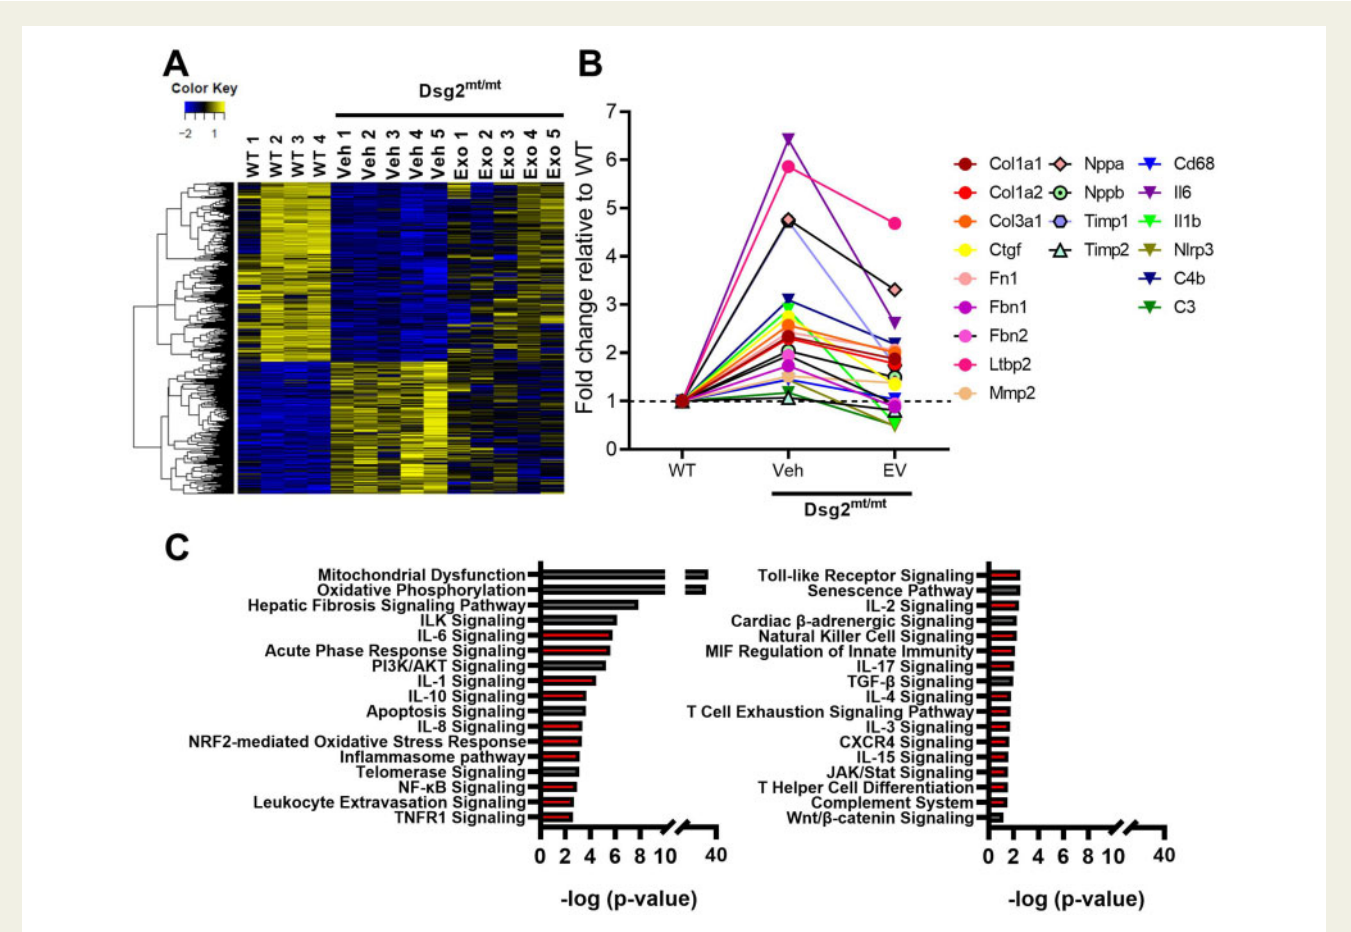 A
Color Key
−2 1
Dsg2mt/mt
WT 1
WT 2
WT 3
WT 4
Veh 1
Veh 2
Veh 3
Veh 4
Veh 5
Exo 1
Exo 2
Exo 3
Exo 4
Exo 5
B
Fold change relative to WT
7
6
5
4
3
2
1
0
WT Veh EV
Dsg2mt/mt
Col1a1 Nppa Cd68
Col1a2 Nppb Il6
Col3a1 Timp1 Il1b
Ctgf Timp2 Nlrp3
Fn1 C4b
Fbn1 C3
Fbn2
Ltbp2
Mmp2
C
Mitochondrial Dysfunction
Oxidative Phosphorylation
Hepatic Fibrosis Signaling Pathway
ILK Signaling
IL-6 Signaling
Acute Phase Response Signaling
PI3K/AKT Signaling
IL-1 Signaling
IL-10 Signaling
Apoptosis Signaling
IL-8 Signaling
NRF2-mediated Oxidative Stress Response
Inflammasome pathway
Telomerase Signaling
NF-κB Signaling
Leukocyte Extravasation Signaling
TNFR1 Signaling
0 2 4 6 8 10 40
-log (p-value)
Toll-like Receptor Signaling
Senescence Pathway
IL-2 Signaling
Cardiac β-adrenergic Signaling
Natural Killer Cell Signaling
MIF Regulation of Innate Immunity
IL-17 Signaling
TGF-β Signaling
IL-4 Signaling
T Cell Exhaustion Signaling Pathway
IL-3 Signaling
CXCR4 Signaling
IL-15 Signaling
JAK/Stat Signaling
T Helper Cell Differentiation
Complement System
Wnt/β-catenin Signaling
0 2 4 6 8 10 40
-log (p-value)